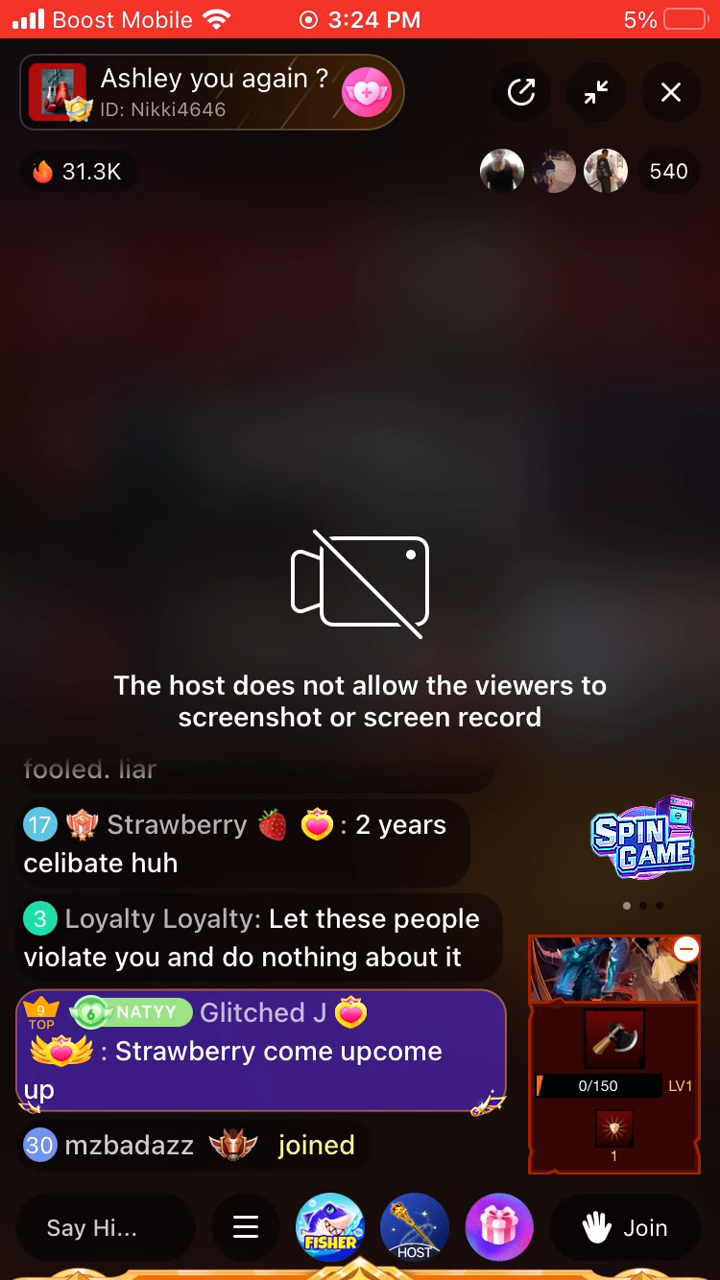 Boost Mobile 3:24 PM 5%
Ashley you again ?
ID: Nikki4646
31.3K
540
The host does not allow the viewers to
screenshot or screen record
fooled. liar
17 Strawberry 🍓 : 2 years
celibate huh
SPIN
GAME
3 Loyalty Loyalty: Let these people
violate you and do nothing about it
9
TOP
6 NATYY Glitched J
: Strawberry come upcome
up
0/150 LV1
1
30 mzbadazz joined
Say Hi...
FISHER
HOST
Join